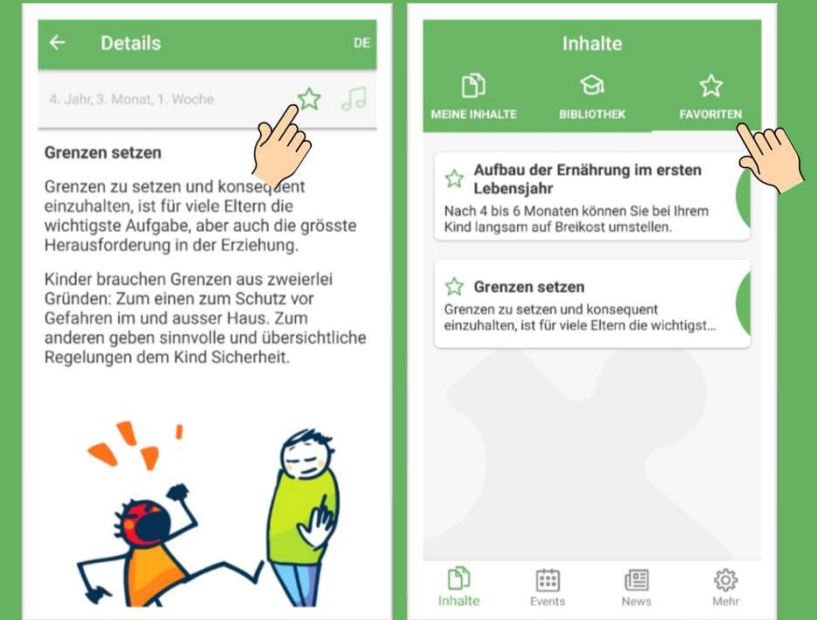 Details
DE
4. Jahr, 3. Monat, 1. Woche
Grenzen setzen
Grenzen zu setzen und konsequent
einzuhalten, ist für viele Eltern die
wichtigste Aufgabe, aber auch die grösste
Herausforderung in der Erziehung.
Kinder brauchen Grenzen aus zweierlei
Gründen: Zum einen zum Schutz vor
Gefahren im und ausser Haus. Zum
anderen geben sinnvolle und übersichtliche
Regelungen dem Kind Sicherheit.
Inhalte
MEINE INHALTE
BIBLIOTHEK
FAVORITEN
Aufbau der Ernährung im ersten
Lebensjahr
Nach 4 bis 6 Monaten können Sie bei Ihrem
Kind langsam auf Breikost umstellen.
Grenzen setzen
Grenzen zu setzen und konsequent
einzuhalten, ist für viele Eltern die wichtigst...
Inhalte
Events
News
Mehr